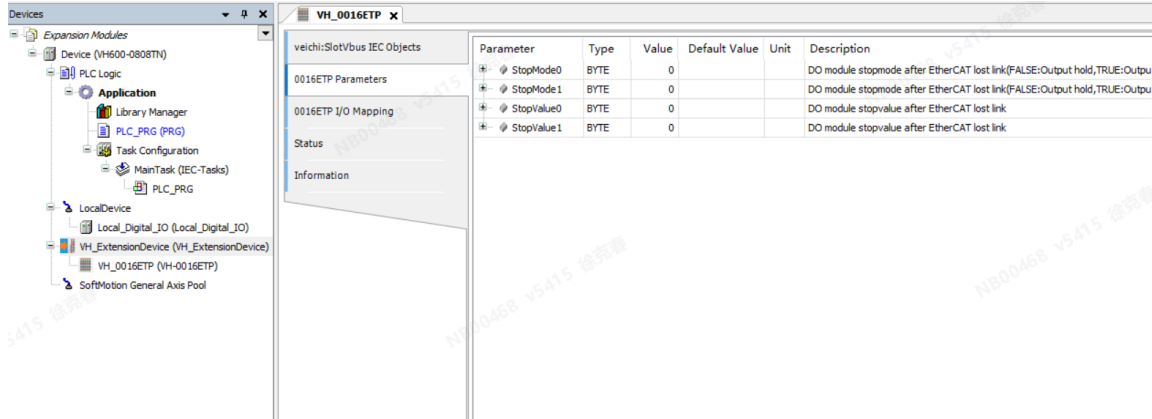 Devices
Expansion Modules
Device (VH600-0808TN)
PLC Logic
Application
Library Manager
PLC_PRG (PRG)
Task Configuration
MainTask (IEC-Tasks)
PLC_PRG
LocalDevice
Local_Digital_IO (Local_Digital_IO)
VH_ExtensionDevice (VH_ExtensionDevice)
VH_0016ETP (VH-0016ETP)
SoftMotion General Axis Pool
VH_0016ETP
veichi:SlotVbus IEC Objects
0016ETP Parameters
0016ETP I/O Mapping
Status
Information
Parameter Type Value Default Value Unit Description
StopMode0 BYTE 0 DO module stopmode after EtherCAT lost link(FALSE:Output hold,TRUE:Outpu
StopMode1 BYTE 0 DO module stopmode after EtherCAT lost link(FALSE:Output hold,TRUE:Outpu
StopValue0 BYTE 0 DO module stopvalue after EtherCAT lost link
StopValue1 BYTE 0 DO module stopvalue after EtherCAT lost link
NB00468 v5415
NB00468 v5415